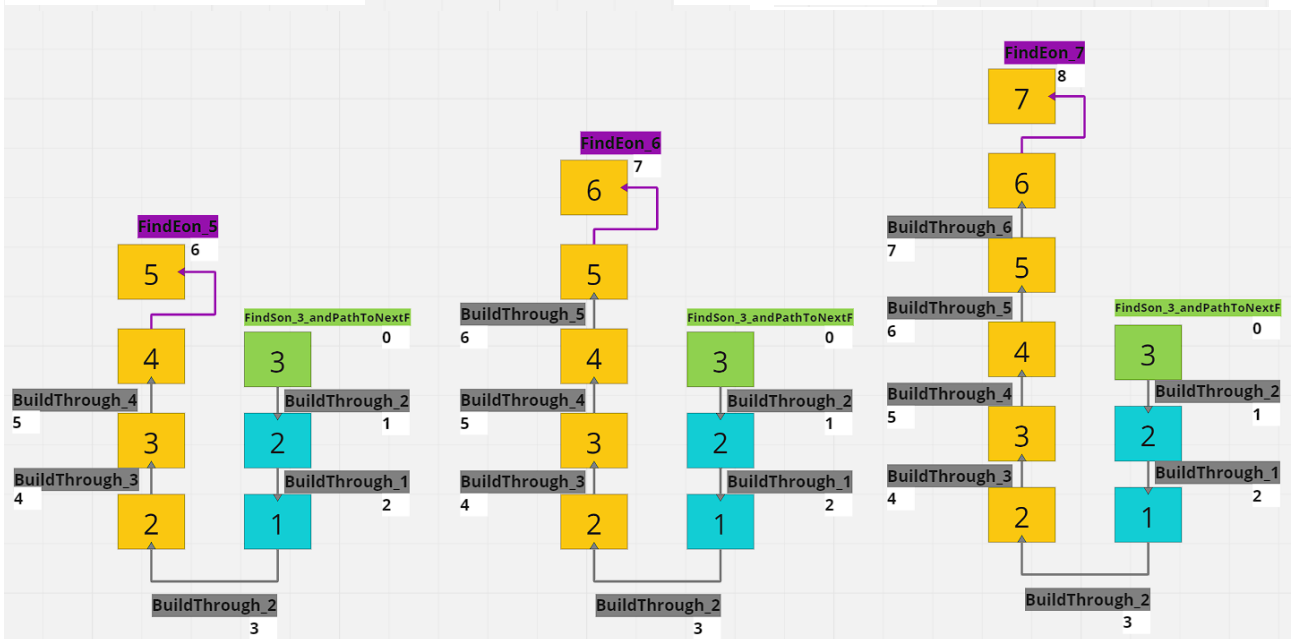 FindEon_5
6
5
4
FindSon_3_andPathToNextF
0
3
BuildThrough_4
5
BuildThrough_2
1
3
2
BuildThrough_3
4
BuildThrough_1
2
2
1
BuildThrough_2
3
FindEon_6
7
6
5
BuildThrough_5
6
FindSon_3_andPathToNextF
0
4
3
BuildThrough_4
5
BuildThrough_2
1
3
2
BuildThrough_3
4
BuildThrough_1
2
2
1
BuildThrough_2
3
FindEon_7
8
7
6
BuildThrough_6
7
5
BuildThrough_5
6
FindSon_3_andPathToNextF
0
4
3
BuildThrough_4
5
BuildThrough_2
1
3
2
BuildThrough_3
4
BuildThrough_1
2
2
1
BuildThrough_2
3